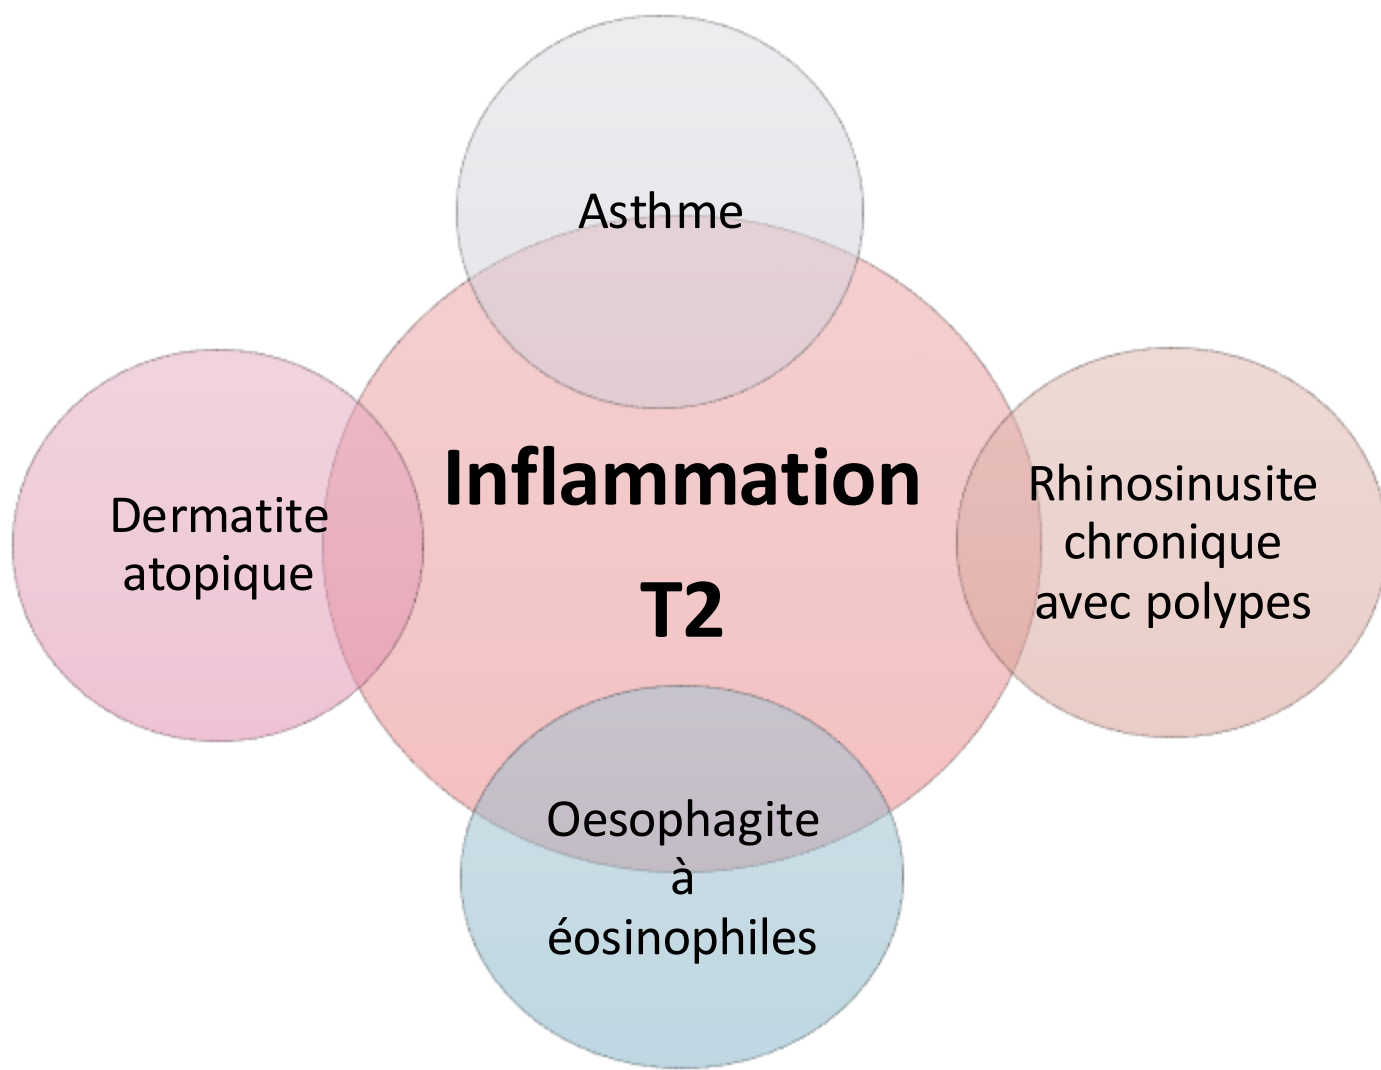 Asthme
Inflammation
T2
Dermatite
atopique
Rhinosinusite
chronique
avec polypes
Oesophagite
à
éosinophiles